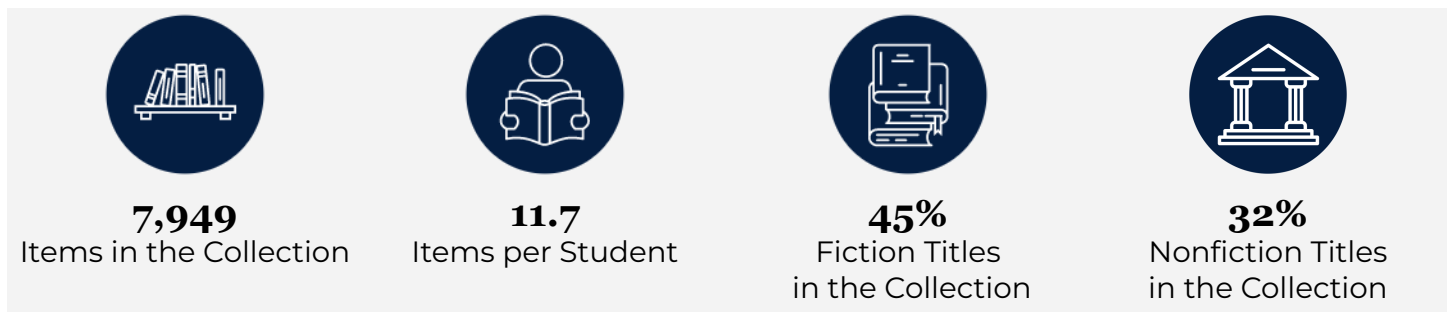 7,949
Items in the Collection
11.7
Items per Student
45%
Fiction Titles
in the Collection
32%
Nonfiction Titles
in the Collection